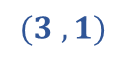 (3 , 1)